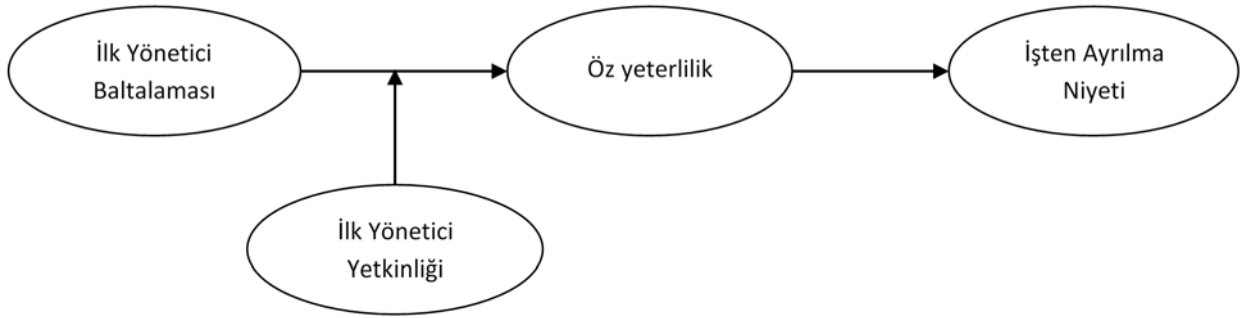 İlk Yönetici
Baltalaması
Öz yeterlilik
İşten Ayrılma
Niyeti
İlk Yönetici
Yetkinliği